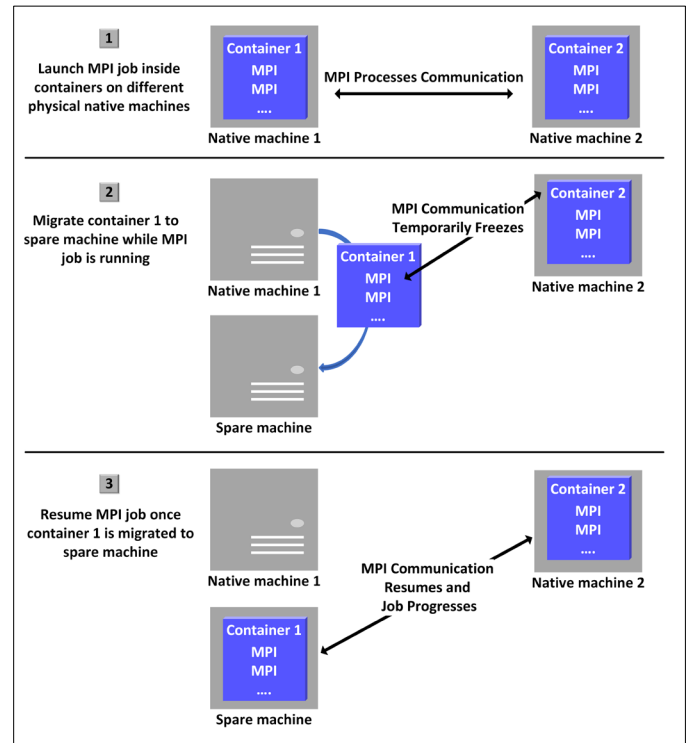 1
Launch MPI job inside
containers on different
physical native machines
Container 1
MPI
MPI
....
Native machine 1
MPI Processes Communication
Container 2
MPI
MPI
....
Native machine 2
2
Migrate container 1 to
spare machine while MPI
job is running
Native machine 1
Container 1
MPI
MPI
....
Spare machine
MPI Communication
Temporarily Freezes
Container 2
MPI
MPI
....
Native machine 2
3
Resume MPI job once
container 1 is migrated to
spare machine
Native machine 1
Container 1
MPI
MPI
....
Spare machine
MPI Communication
Resumes and
Job Progresses
Container 2
MPI
MPI
....
Native machine 2